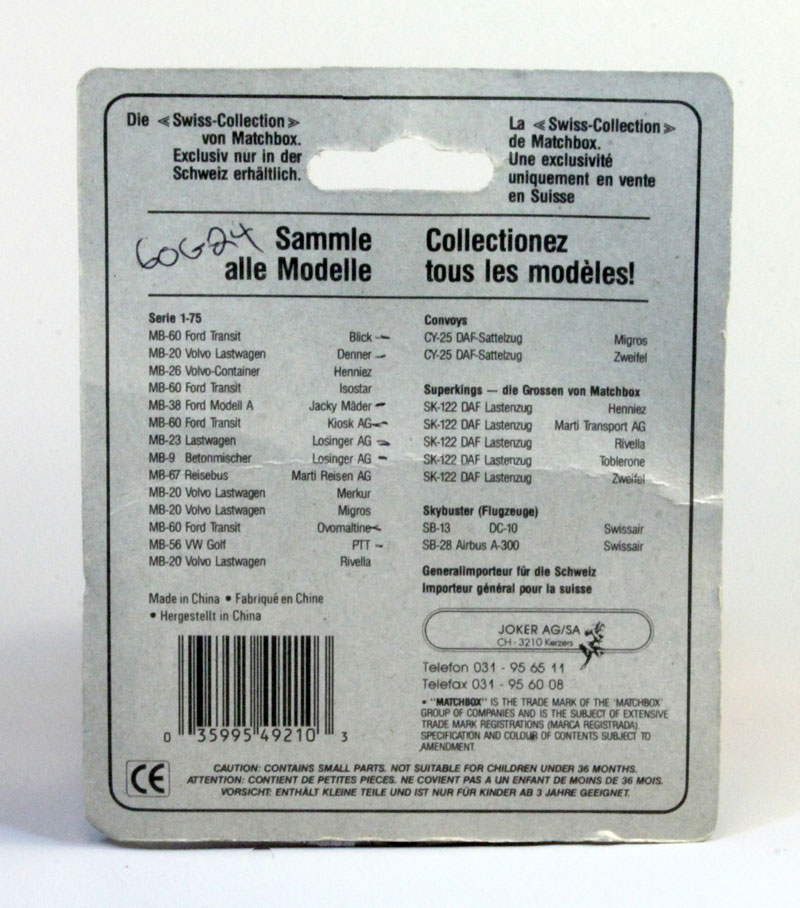 Die «Swiss-Collection»
von Matchbox.
Exclusiv nur in der
Schweiz erhältlich.
La «Swiss-Collection»
de Matchbox.
Une exclusivité
uniquement en vente
en Suisse
60G24
Sammle
alle Modelle
Collectionez
tous les modèles!
Serie 1-75
MB-60 Ford Transit Blick
MB-20 Volvo Lastwagen Denner
MB-26 Volvo-Container Henniez
MB-60 Ford Transit Isostar
MB-38 Ford Modell A Jacky Mäder
MB-60 Ford Transit Kiosk AG
MB-23 Lastwagen Losinger AG
MB-9 Betonmischer Losinger AG
MB-67 Reisebus Marti Reisen AG
MB-20 Volvo Lastwagen Merkur
MB-20 Volvo Lastwagen Migros
MB-60 Ford Transit Ovomaltine
MB-56 VW Golf PTT
MB-20 Volvo Lastwagen Rivella
Made in China • Fabriqué en Chine
• Hergestellt in China
0 35995 49210 3
Convoys
CY-25 DAF-Sattelzug Migros
CY-25 DAF-Sattelzug Zweifel
Superkings — die Grossen von Matchbox
SK-122 DAF Lastenzug Henniez
SK-122 DAF Lastenzug Marti Transport AG
SK-122 DAF Lastenzug Rivella
SK-122 DAF Lastenzug Toblerone
SK-122 DAF Lastenzug Zweifel
Skybuster (Flugzeuge)
SB-13 DC-10 Swissair
SB-28 Airbus A-300 Swissair
Generalimporteur für die Schweiz
Importeur général pour la suisse
JOKER AG/SA
CH - 3210 Kerzers
Telefon 031 - 95 65 11
Telefax 031 - 95 60 08
• "MATCHBOX" IS THE TRADE MARK OF THE 'MATCHBOX'
GROUP OF COMPANIES AND IS THE SUBJECT OF EXTENSIVE
TRADE MARK REGISTRATIONS (MARCA REGISTRADA).
SPECIFICATION AND COLOUR OF CONTENTS SUBJECT TO
AMENDMENT.
CE
CAUTION: CONTAINS SMALL PARTS. NOT SUITABLE FOR CHILDREN UNDER 36 MONTHS.
ATTENTION: CONTIENT DE PETITES PIECES. NE COVIENT PAS A UN ENFANT DE MOINS DE 36 MOIS.
VORSICHT: ENTHÄLT KLEINE TEILE UND IST NUR FÜR KINDER AB 3 JAHRE GEEIGNET.